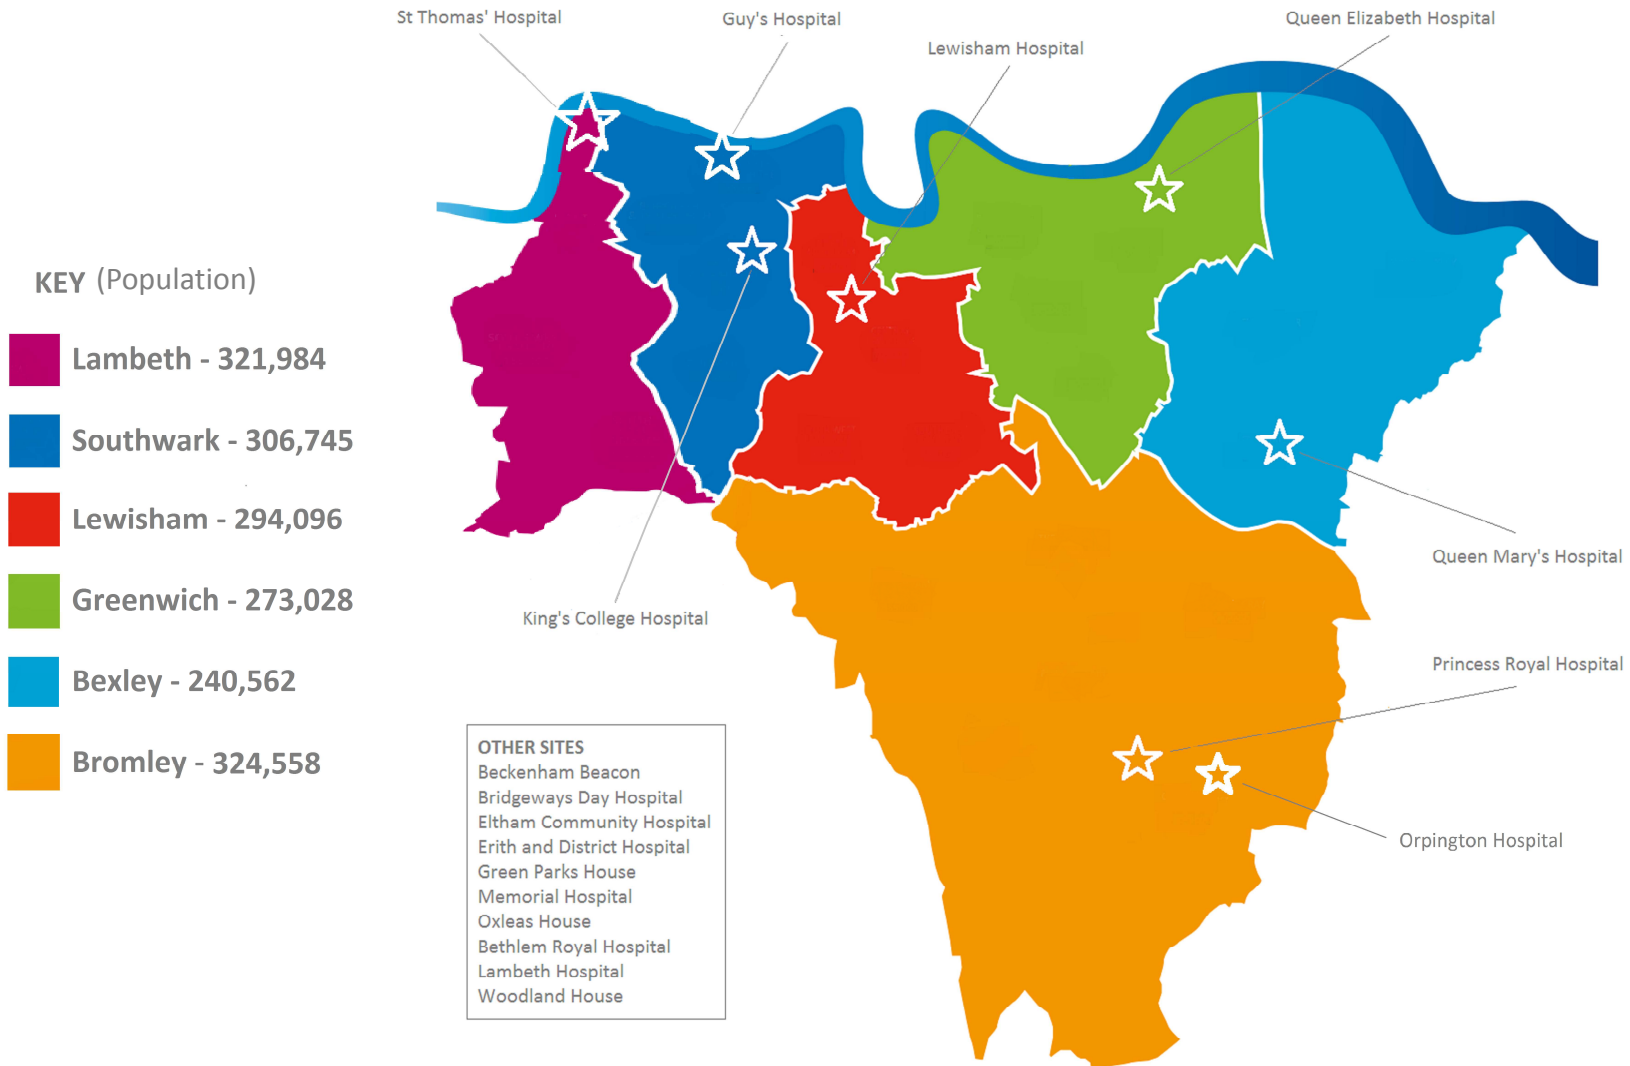 St Thomas' Hospital
Guy's Hospital
Queen Elizabeth Hospital
Lewisham Hospital
KEY (Population)
Lambeth - 321,984
Southwark - 306,745
Lewisham - 294,096
Greenwich - 273,028
Bexley - 240,562
Bromley - 324,558
Queen Mary's Hospital
King's College Hospital
Princess Royal Hospital
Orpington Hospital
OTHER SITES
Beckenham Beacon
Bridgeways Day Hospital
Eltham Community Hospital
Erith and District Hospital
Green Parks House
Memorial Hospital
Oxleas House
Bethlem Royal Hospital
Lambeth Hospital
Woodland House